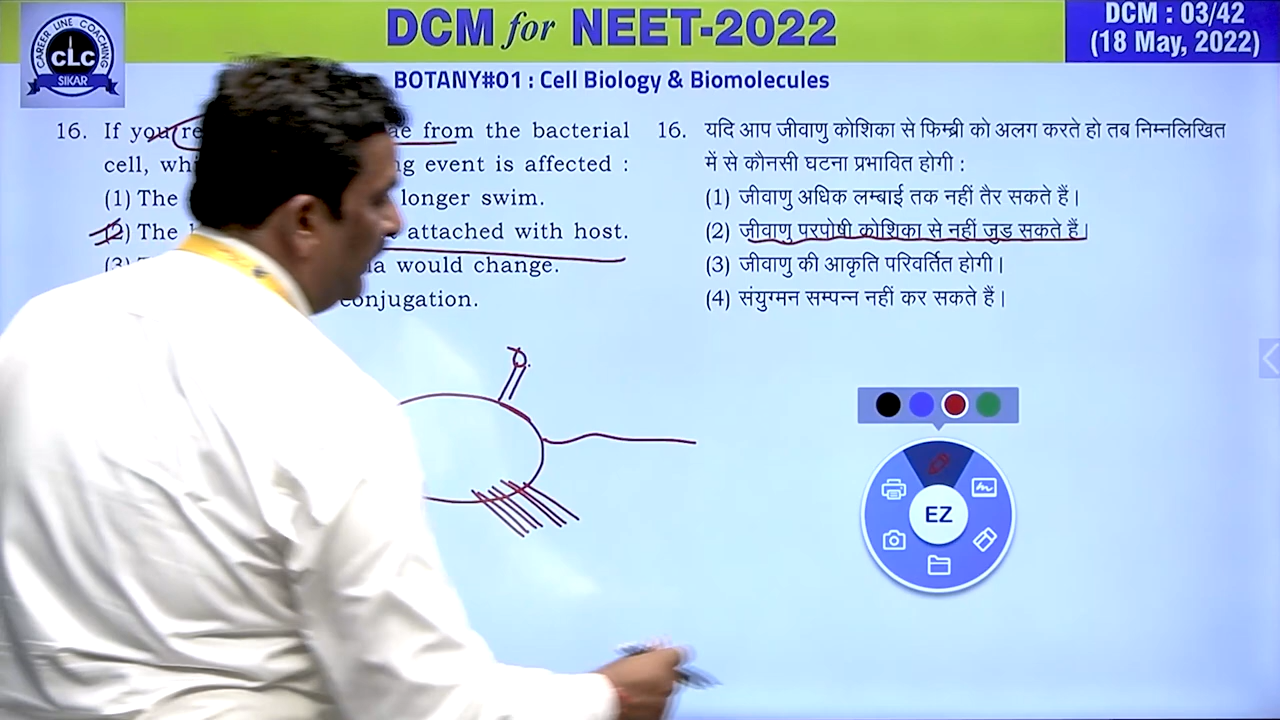 CAREER LINE COACHING
CLC
SIKAR
DCM for NEET-2022
DCM : 03/42
(18 May, 2022)
BOTANY#01 : Cell Biology & Biomolecules
16. If you from the bacterial
cell, event is affected :
(1) The longer swim.
(2) The attached with host.
(3) would change.
conjugation.
16. यदि आप जीवाणु कोशिका से फिम्ब्री को अलग करते हो तब निम्नलिखित
में से कौनसी घटना प्रभावित होगी :
(1) जीवाणु अधिक लम्बाई तक नहीं तैर सकते हैं।
(2) जीवाणु परपोषी कोशिका से नहीं जुड़ सकते हैं।
(3) जीवाणु की आकृति परिवर्तित होगी।
(4) संयुग्मन सम्पन्न नहीं कर सकते हैं।
EZ